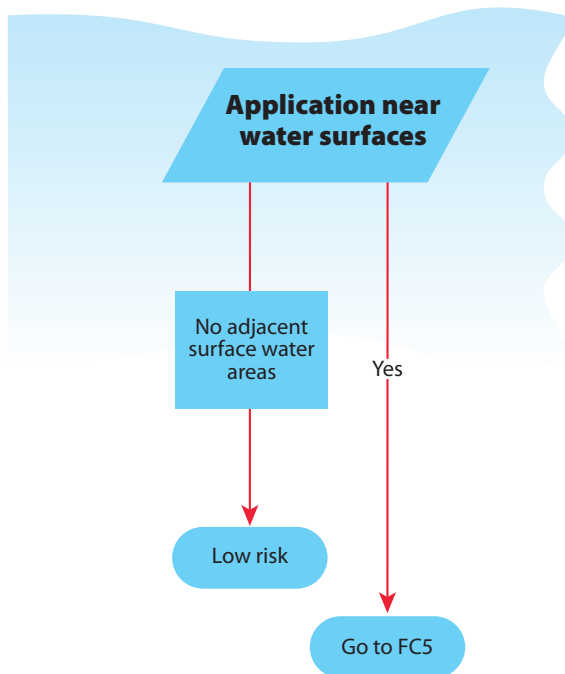 Application near
water surfaces
No adjacent
surface water
areas
Yes
Low risk
Go to FC5